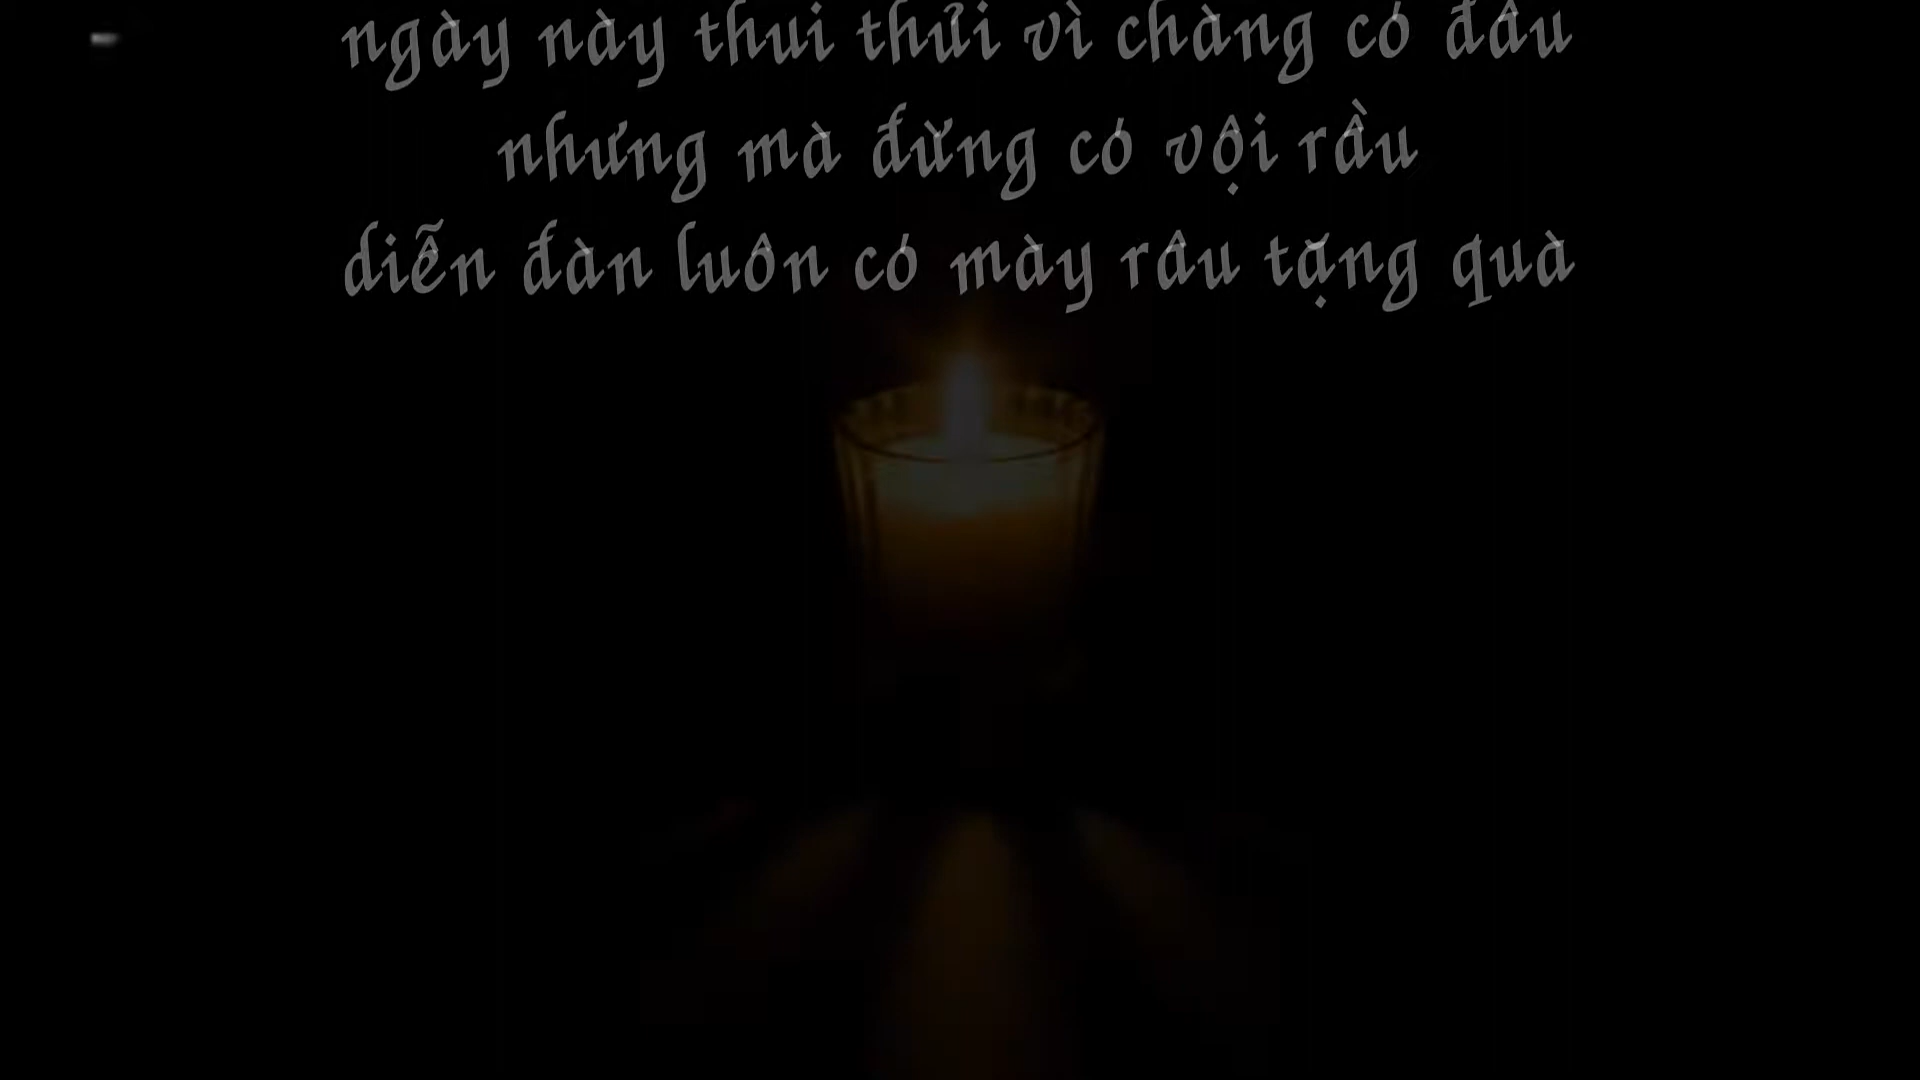 ngày này thui thủi vì chàng có đâu
nhưng mà đừng có vội rầu
diễn đàn luôn có mày râu tặng quà